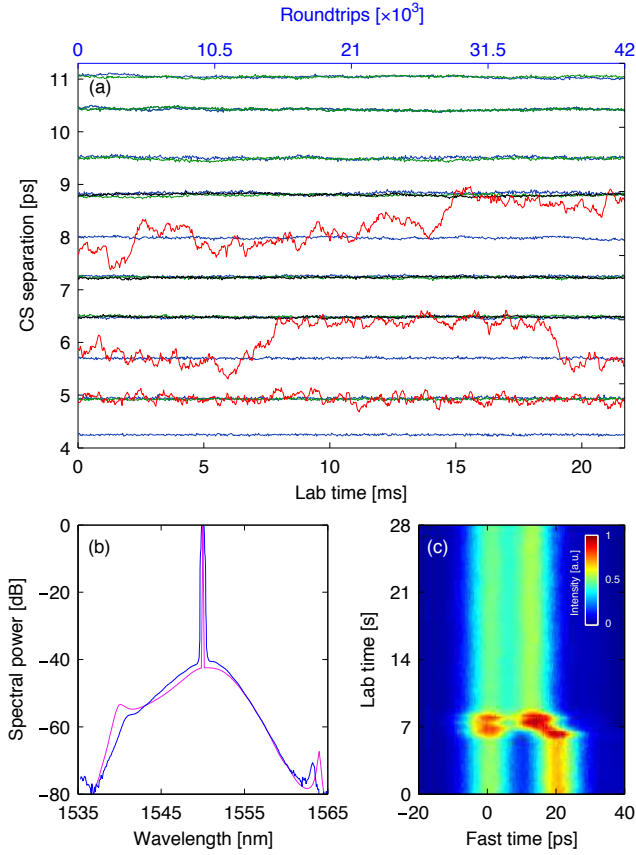 Roundtrips [×10³]
0 10.5 21 31.5 42
(a)
CS separation [ps]
11
10
9
8
7
6
5
4
0 5 10 15 20
Lab time [ms]
(b)
Spectral power [dB]
0
−20
−40
−60
−80
1535 1545 1555 1565
Wavelength [nm]
(c)
Lab time [s]
28
21
14
7
0
−20 0 20 40
Fast time [ps]
Intensity [a.u.]
1
0.5
0